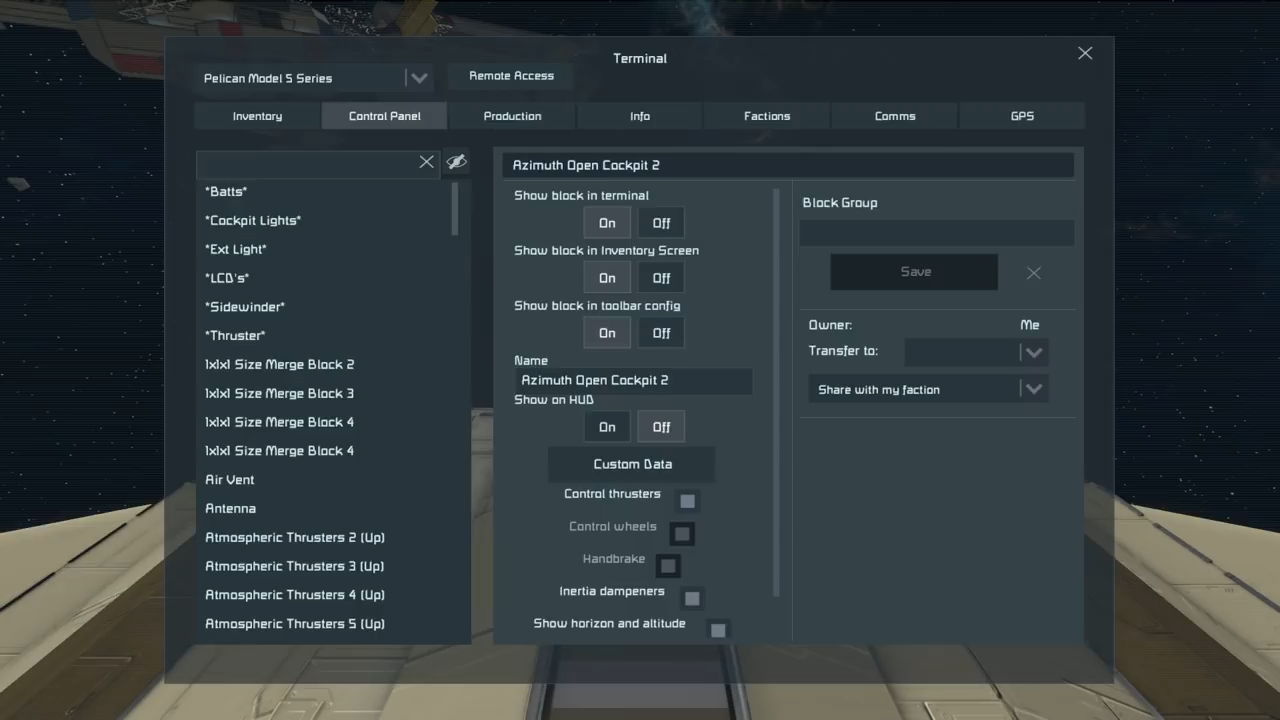 Terminal
Pelican Model 5 Series
Remote Access
Inventory
Control Panel
Production
Info
Factions
Comms
GPS
*Batts*
*Cockpit Lights*
*Ext Light*
*LCD's*
*Sidewinder*
*Thruster*
1x1x1 Size Merge Block 2
1x1x1 Size Merge Block 3
1x1x1 Size Merge Block 4
1x1x1 Size Merge Block 4
Air Vent
Antenna
Atmospheric Thrusters 2 (Up)
Atmospheric Thrusters 3 (Up)
Atmospheric Thrusters 4 (Up)
Atmospheric Thrusters 5 (Up)
Azimuth Open Cockpit 2
Show block in terminal
On Off
Show block in Inventory Screen
On Off
Show block in toolbar config
On Off
Name
Azimuth Open Cockpit 2
Show on HUD
On Off
Custom Data
Control thrusters
Control wheels
Handbrake
Inertia dampeners
Show horizon and altitude
Block Group
Save
Owner: Me
Transfer to:
Share with my faction